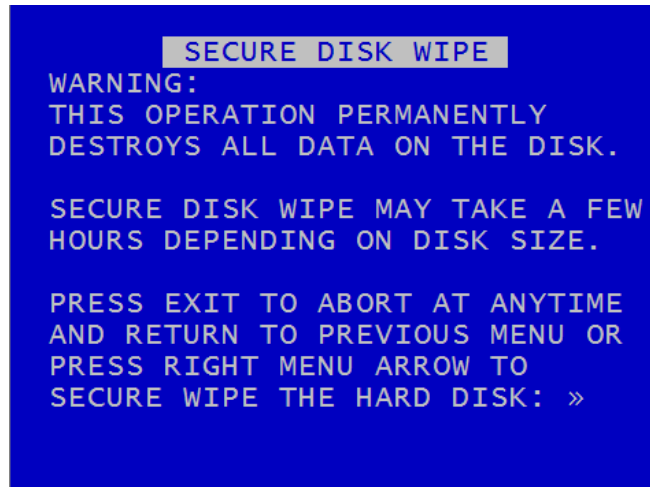 SECURE DISK WIPE
WARNING:
THIS OPERATION PERMANENTLY
DESTROYS ALL DATA ON THE DISK.
SECURE DISK WIPE MAY TAKE A FEW
HOURS DEPENDING ON DISK SIZE.
PRESS EXIT TO ABORT AT ANYTIME
AND RETURN TO PREVIOUS MENU OR
PRESS RIGHT MENU ARROW TO
SECURE WIPE THE HARD DISK: »